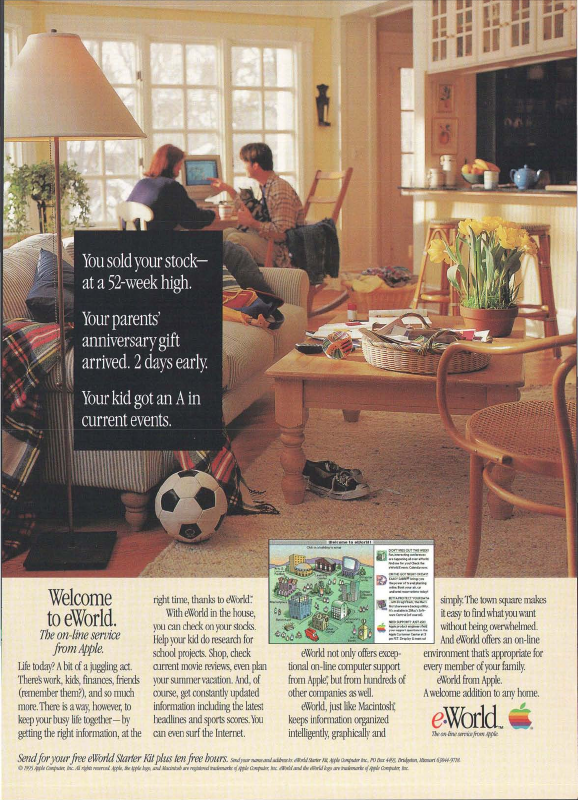 You sold your stock—
at a 52-week high.
Your parents'
anniversary gift
arrived. 2 days early.
Your kid got an A in
current events.
Welcome to eWorld!
Welcome
to eWorld.
The on-line service
from Apple.
Life today? A bit of a juggling act.
There's work, kids, finances, friends
(remember them?), and so much
more. There is a way, however, to
keep your busy life together—by
getting the right information, at the
right time, thanks to eWorld.
With eWorld in the house,
you can check on your stocks.
Help your kid do research for
school projects. Shop, check
current movie reviews, even plan
your summer vacation. And, of
course, get constantly updated
information including the latest
headlines and sports scores. You
can even surf the Internet.
eWorld not only offers excep-
tional on-line computer support
from Apple, but from hundreds of
other companies as well.
eWorld, just like Macintosh,
keeps information organized
intelligently, graphically and
simply. The town square makes
it easy to find what you want
without being overwhelmed.
And eWorld offers an on-line
environment that's appropriate for
every member of your family.
eWorld from Apple.
A welcome addition to any home.
eWorld™
The on-line service from Apple.
Send for your free eWorld Starter Kit plus ten free hours. Send your name and address to: eWorld Starter Kit, Apple Computer, Inc., PO Box 4493, Bridgeton, Missouri 63044-9718.
© 1995 Apple Computer, Inc. All rights reserved. Apple, the Apple logo, and Macintosh are registered trademarks of Apple Computer, Inc. eWorld and the eWorld logo are trademarks of Apple Computer, Inc.